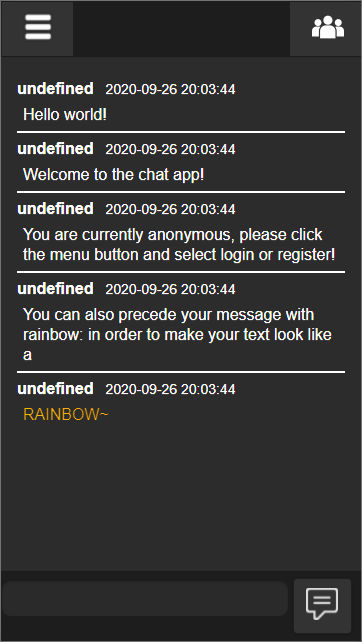 undefined 2020-09-26 20:03:44
Hello world!
undefined 2020-09-26 20:03:44
Welcome to the chat app!
undefined 2020-09-26 20:03:44
You are currently anonymous, please click
the menu button and select login or register!
undefined 2020-09-26 20:03:44
You can also precede your message with
rainbow: in order to make your text look like
a
undefined 2020-09-26 20:03:44
RAINBOW~